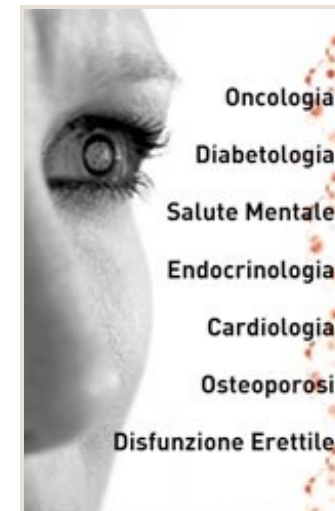 Oncologia
Diabetologia
Salute Mentale
Endocrinologia
Cardiologia
Osteoporosi
Disfunzione Erettile